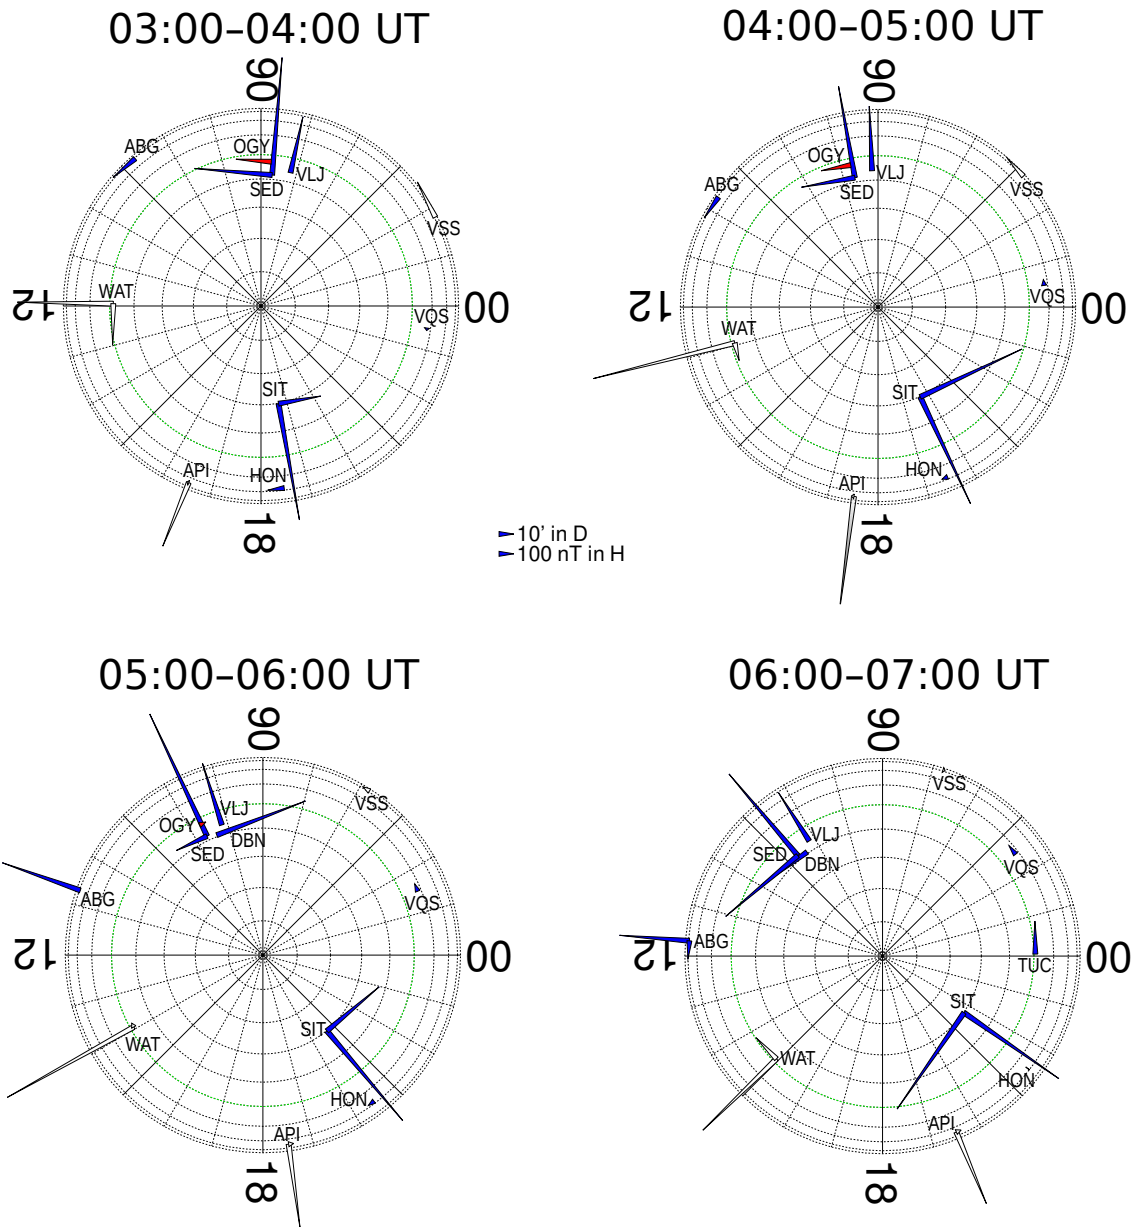 03:00–04:00 UT
06
ABG
OGY
SED
VLJ
VSS
WAT
12
00
VQS
SIT
API
HON
18
04:00–05:00 UT
06
OGY
VLJ
VSS
ABG
SED
VQS
12
00
WAT
SIT
API
HON
18
10' in D
100 nT in H
05:00–06:00 UT
06
VSS
VLJ
OGY
DBN
SED
ABG
VQS
12
00
SIT
WAT
HON
API
18
06:00–07:00 UT
06
VSS
VLJ
SED
DBN
VQS
ABG
12
TUC
00
SIT
WAT
HON
API
18